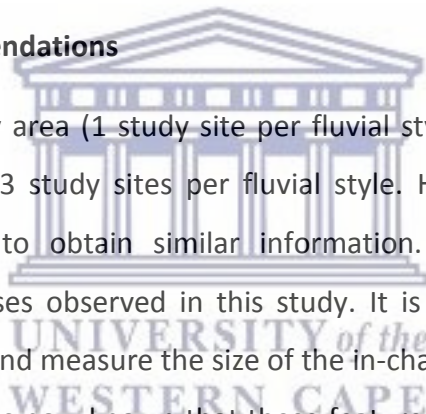 endations
area (1 study site per fluvial sty
3 study sites per fluvial style. H
to obtain similar information.
ses observed in this study. It is
UNIVERSITY of the
nd measure the size of the in-cha
WESTERN CAPE